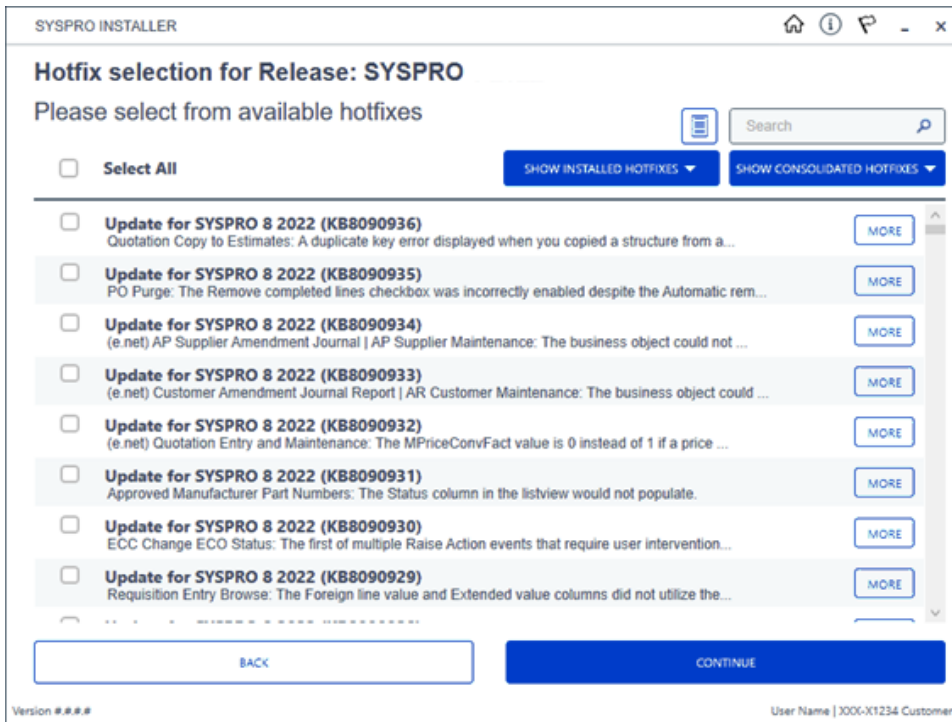 SYSPRO INSTALLER
Hotfix selection for Release: SYSPRO
Please select from available hotfixes
Search
Select All
SHOW INSTALLED HOTFIXES
SHOW CONSOLIDATED HOTFIXES
Update for SYSPRO 8 2022 (KB8090936)
Quotation Copy to Estimates: A duplicate key error displayed when you copied a structure from a...
MORE
Update for SYSPRO 8 2022 (KB8090935)
PO Purge: The Remove completed lines checkbox was incorrectly enabled despite the Automatic rem...
MORE
Update for SYSPRO 8 2022 (KB8090934)
(e.net) AP Supplier Amendment Journal | AP Supplier Maintenance: The business object could not ...
MORE
Update for SYSPRO 8 2022 (KB8090933)
(e.net) Customer Amendment Journal Report | AR Customer Maintenance: The business object could ...
MORE
Update for SYSPRO 8 2022 (KB8090932)
(e.net) Quotation Entry and Maintenance: The MPriceConvFact value is 0 instead of 1 if a price ...
MORE
Update for SYSPRO 8 2022 (KB8090931)
Approved Manufacturer Part Numbers: The Status column in the listview would not populate.
MORE
Update for SYSPRO 8 2022 (KB8090930)
ECC Change ECO Status: The first of multiple Raise Action events that require user intervention...
MORE
Update for SYSPRO 8 2022 (KB8090929)
Requisition Entry Browse: The Foreign line value and Extended value columns did not utilize the...
MORE
BACK
CONTINUE
Version #.#.#.#
User Name | XXX-X1234 Customer